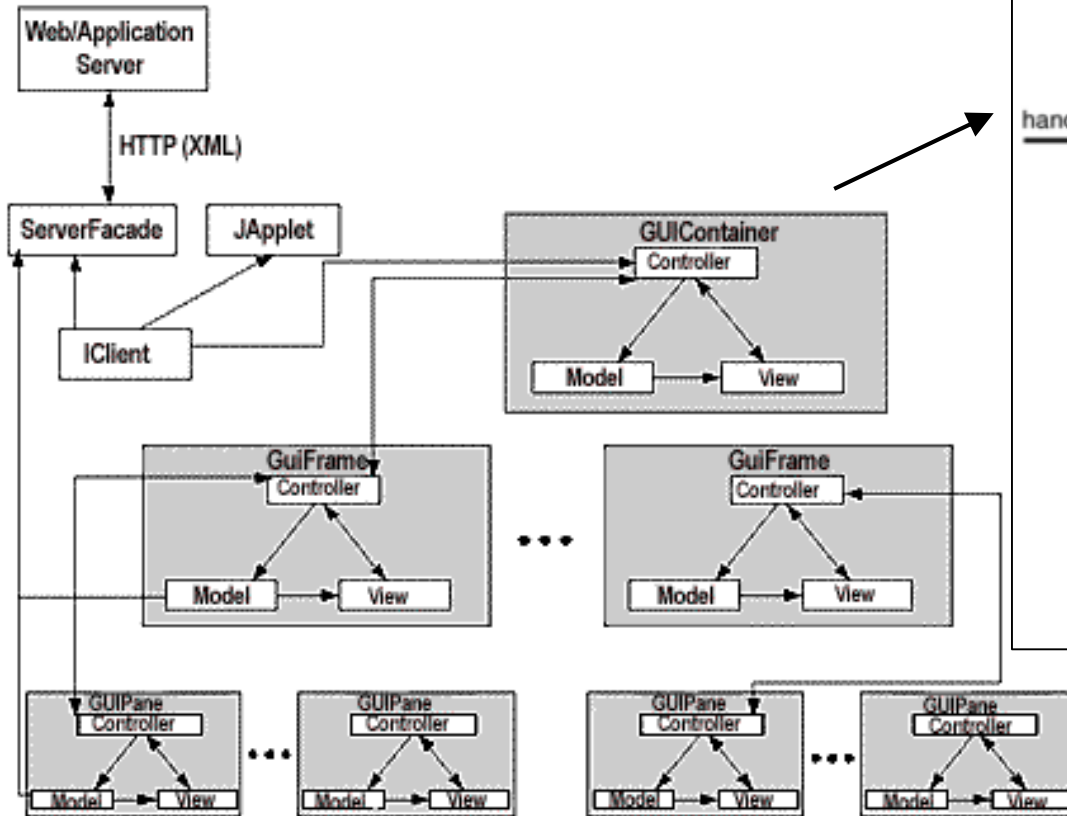 Web/Application
Server
HTTP (XML)
ServerFacade
JApplet
IClient
GUIContainer
Controller
Model
View
GuiFrame
Controller
Model
View
GuiFrame
Controller
Model
View
GUIPane
Controller
Model
View
GUIPane
Controller
Model
View
GUIPane
Controller
Model
View
GUIPane
Controller
Model
View